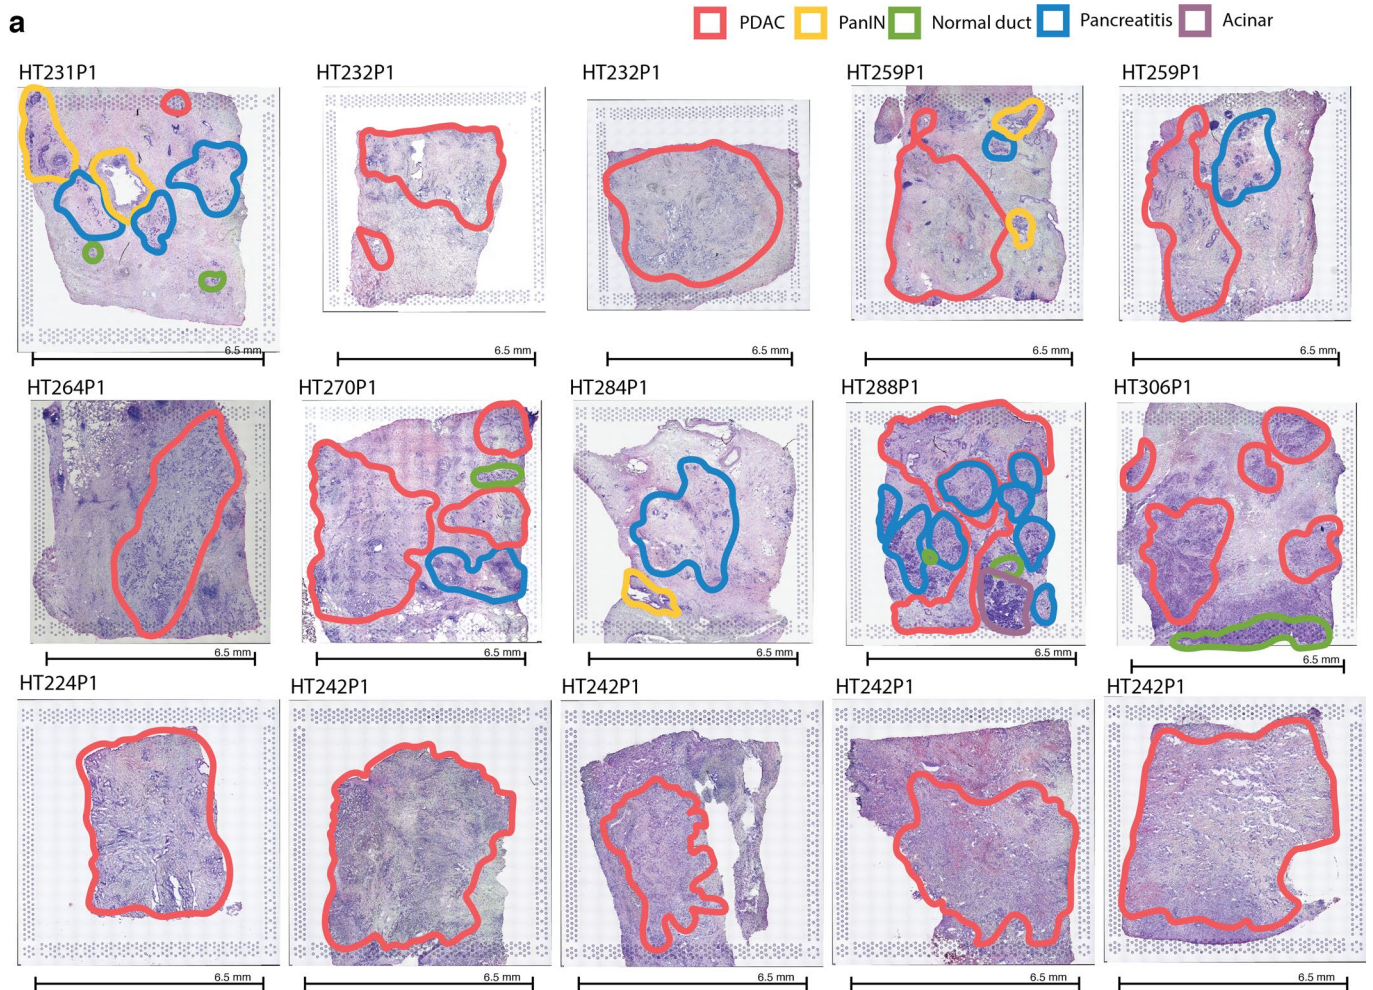 a
PDAC PanIN Normal duct Pancreatitis Acinar
HT231P1 HT232P1 HT232P1 HT259P1 HT259P1
6.5 mm 6.5 mm 6.5 mm 6.5 mm 6.5 mm
HT264P1 HT270P1 HT284P1 HT288P1 HT306P1
6.5 mm 6.5 mm 6.5 mm 6.5 mm 6.5 mm
HT224P1 HT242P1 HT242P1 HT242P1 HT242P1
6.5 mm 6.5 mm 6.5 mm 6.5 mm 6.5 mm